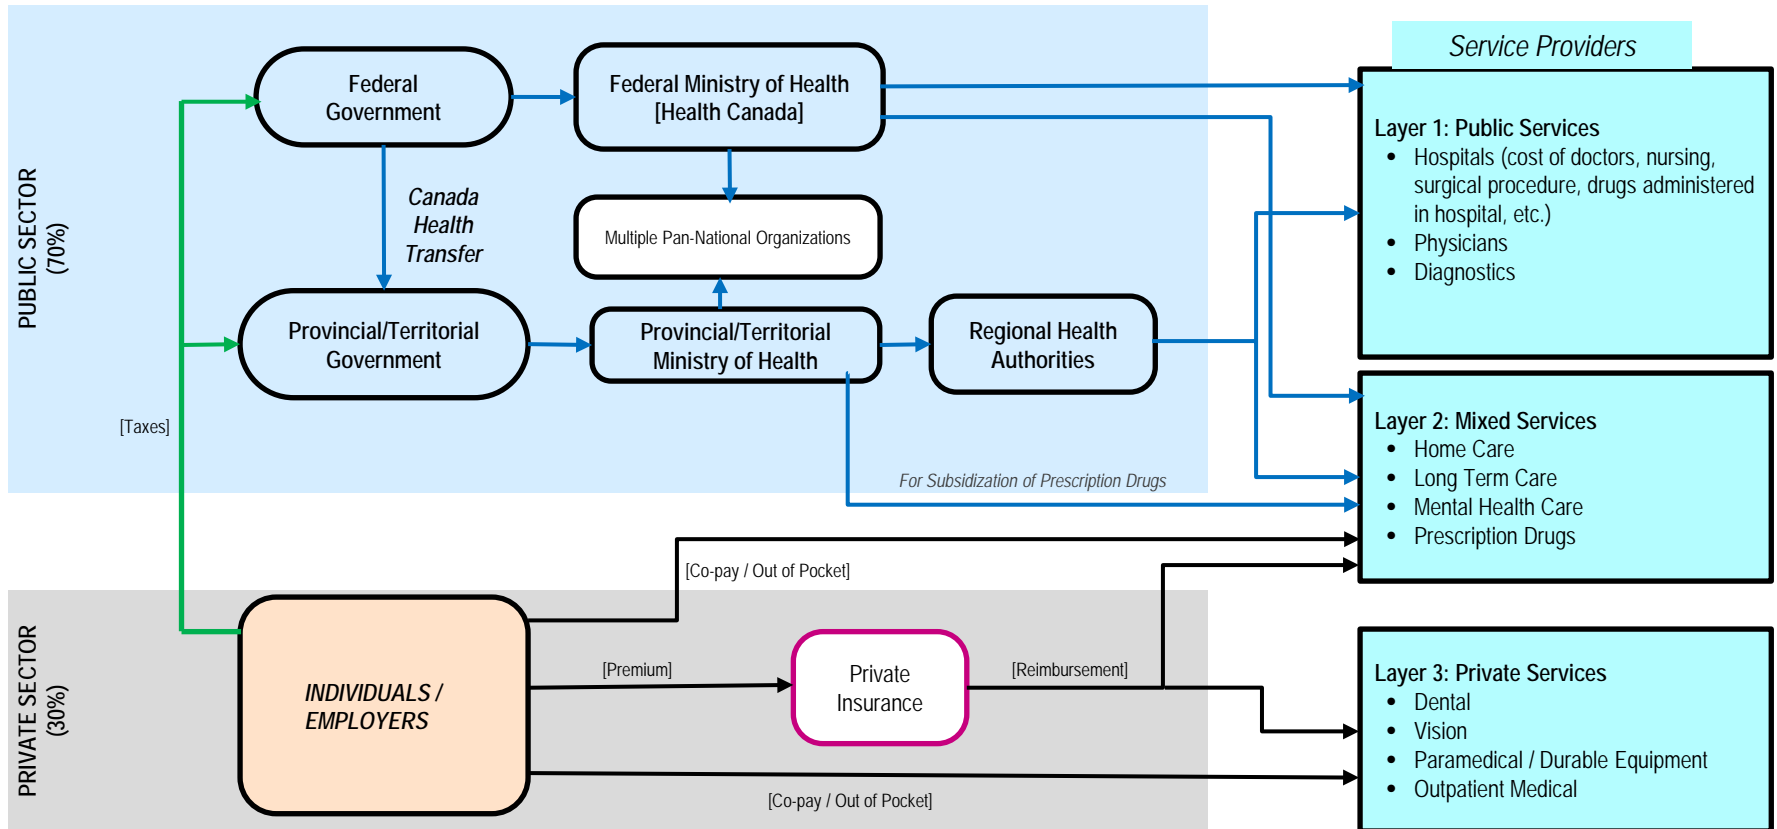 Service Providers
Federal
Government
Federal Ministry of Health
[Health Canada]
Canada
Health
Transfer
Multiple Pan-National Organizations
PUBLIC SECTOR
(70%)
Provincial/Territorial
Government
Provincial/Territorial
Ministry of Health
Regional Health
Authorities
[Taxes]
For Subsidization of Prescription Drugs
Layer 1: Public Services
• Hospitals (cost of doctors, nursing,
surgical procedure, drugs administered
in hospital, etc.)
• Physicians
• Diagnostics
Layer 2: Mixed Services
• Home Care
• Long Term Care
• Mental Health Care
• Prescription Drugs
PRIVATE SECTOR
(30%)
INDIVIDUALS /
EMPLOYERS
[Co-pay / Out of Pocket]
[Premium]
Private
Insurance
[Reimbursement]
[Co-pay / Out of Pocket]
Layer 3: Private Services
• Dental
• Vision
• Paramedical / Durable Equipment
• Outpatient Medical